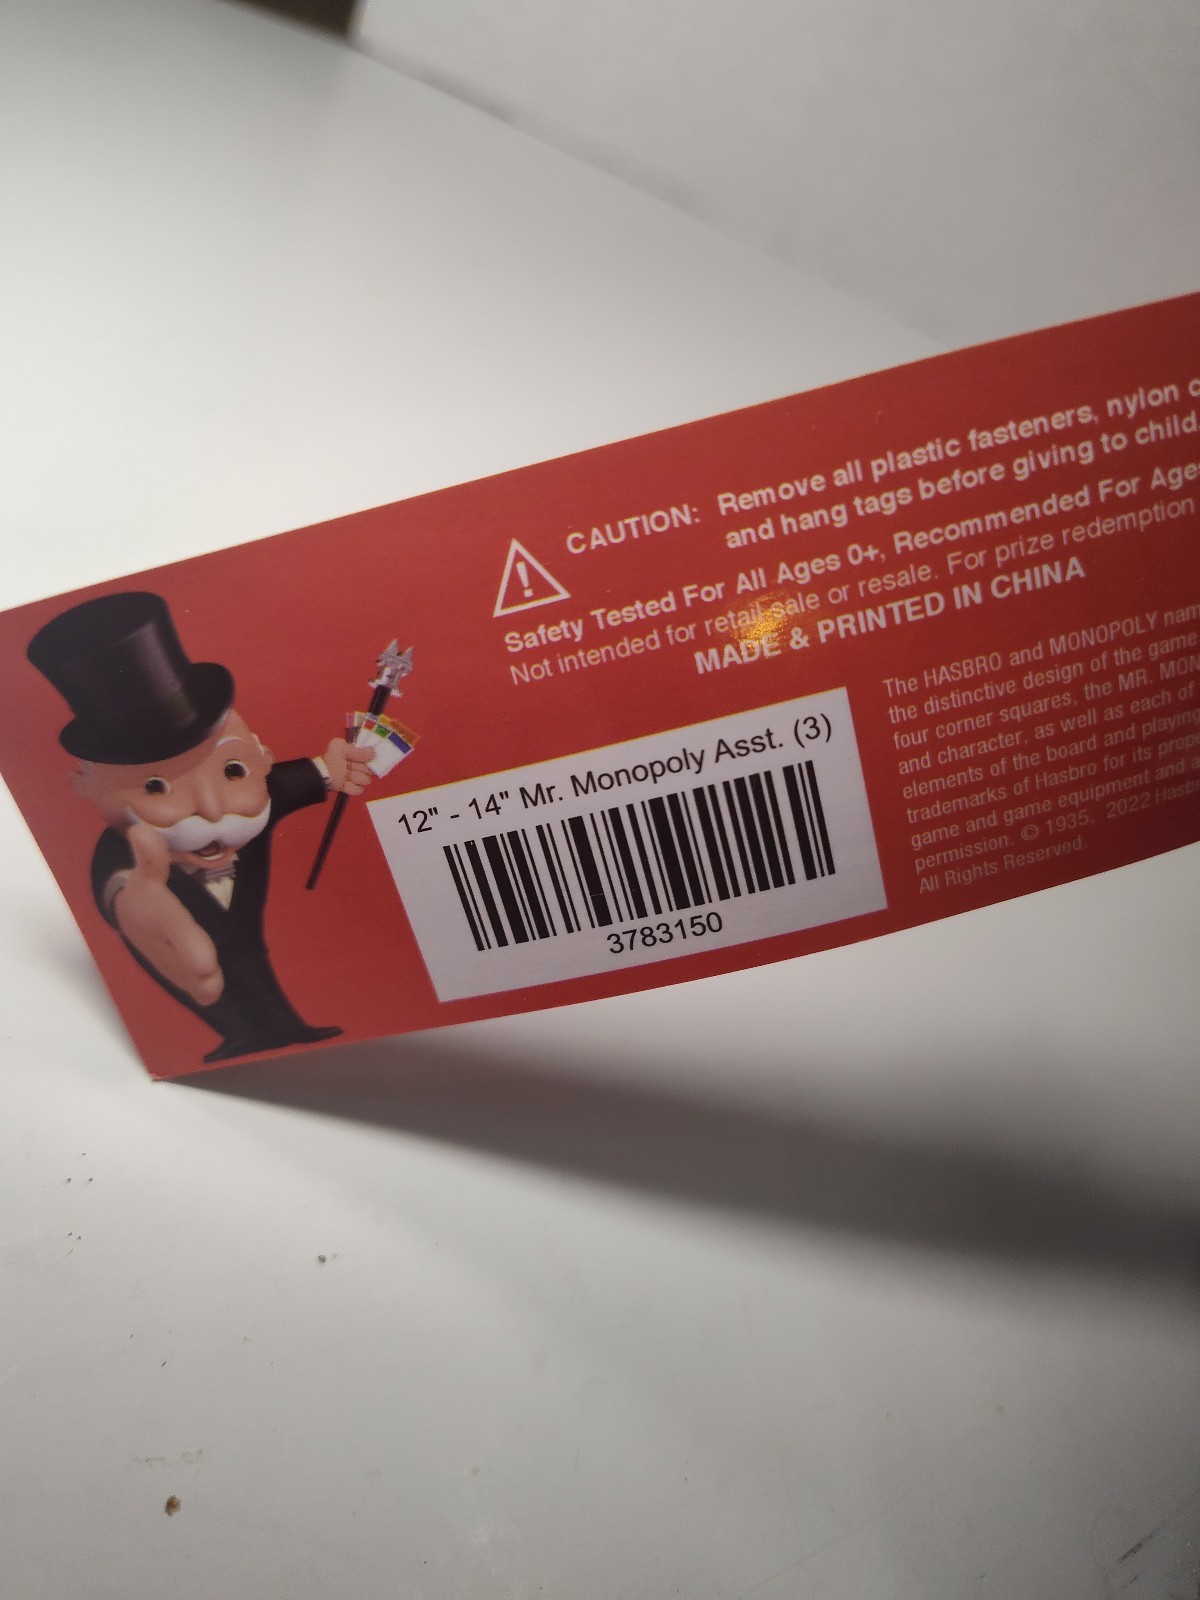 CAUTION: Remove all plastic fasteners, nylon
and hang tags before giving to child.
Safety Tested For All Ages 0+, Recommended For Ages
Not intended for retail sale or resale. For prize redemption
MADE & PRINTED IN CHINA
12" - 14" Mr. Monopoly Asst. (3)
3783150
The HASBRO and MONOPOLY
the distinctive design of the game
four corner squares, the MR.
and character, as well as each of
elements of the board and playing
trademarks of Hasbro for its
game and game equipment and
permission. © 1935, 2022
All Rights Reserved.